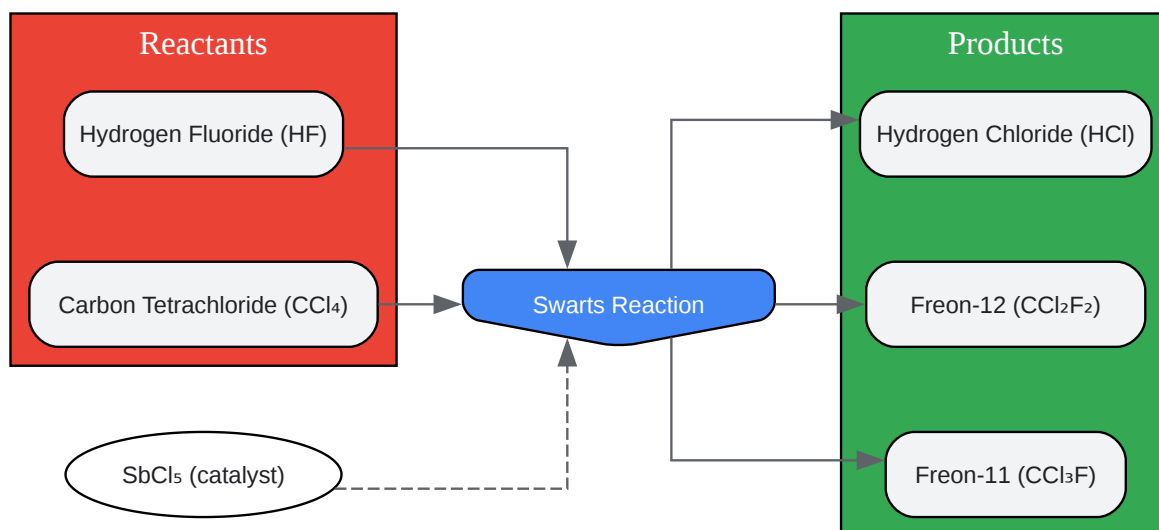 Reactants
Products
Hydrogen Fluoride (HF)
Hydrogen Chloride (HCl)
Carbon Tetrachloride (CCl₄)
Swarts Reaction
Freon-12 (CCl₂F₂)
SbCl₅ (catalyst)
Freon-11 (CCl₃F)